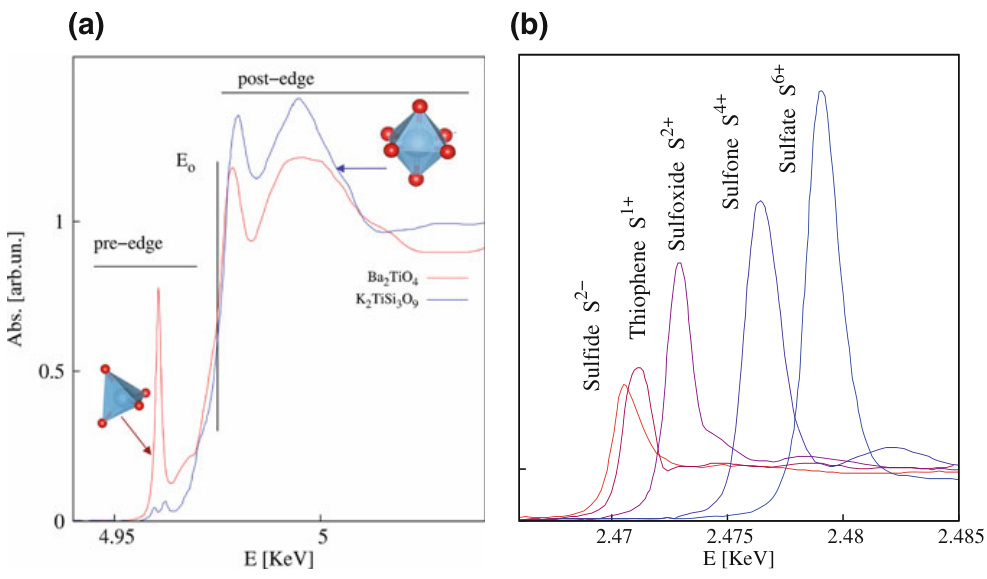 (a)
post−edge
E₀
pre−edge
Ba₂TiO₄
K₂TiSi₃O₉
Abs. [arb.un.]
1
0.5
0
4.95
5
E [KeV]
(b)
Sulfide S²⁻
Thiophene S¹⁺
Sulfoxide S²⁺
Sulfone S⁴⁺
Sulfate S⁶⁺
2.47
2.475
2.48
2.485
E [KeV]